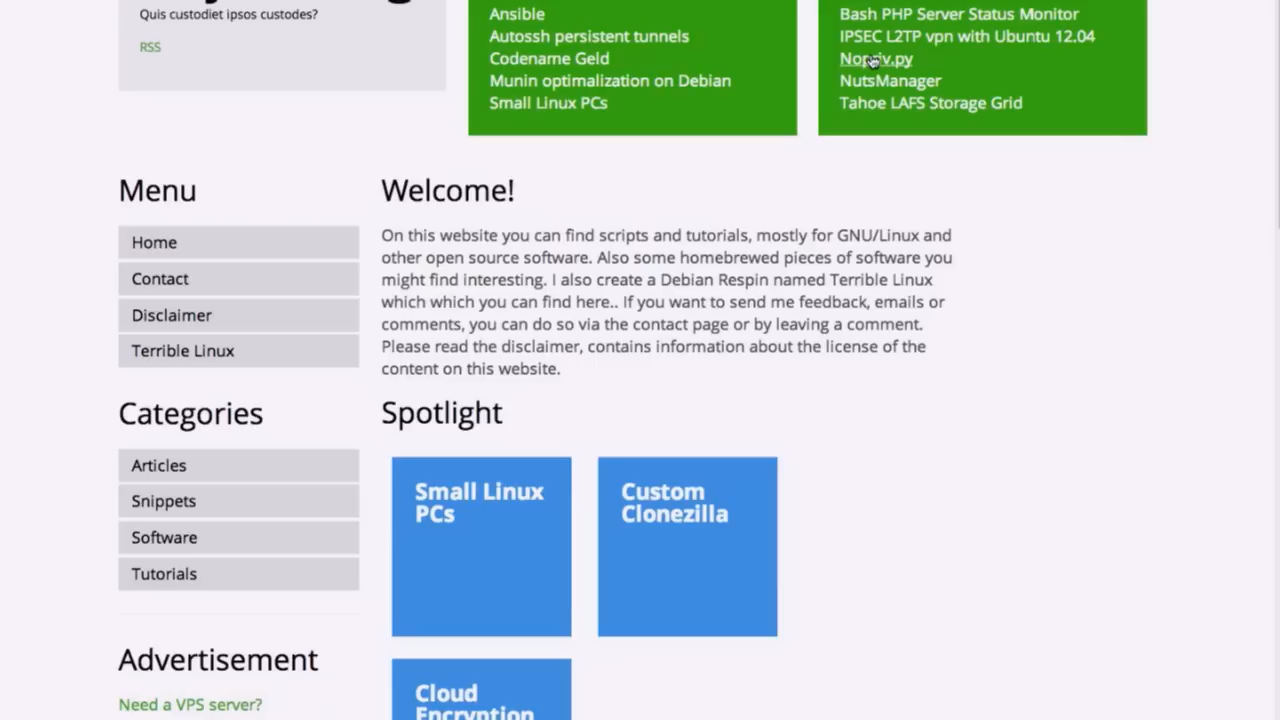 Quis custodiet ipsos custodes?
RSS
Ansible
Autossh persistent tunnels
Codename Geld
Munin optimalization on Debian
Small Linux PCs
Bash PHP Server Status Monitor
IPSEC L2TP vpn with Ubuntu 12.04
Nopriv.py
NutsManager
Tahoe LAFS Storage Grid
Menu
Home
Contact
Disclaimer
Terrible Linux
Categories
Articles
Snippets
Software
Tutorials
Advertisement
Need a VPS server?
Welcome!
On this website you can find scripts and tutorials, mostly for GNU/Linux and
other open source software. Also some homebrewed pieces of software you
might find interesting. I also create a Debian Respin named Terrible Linux
which which you can find here.. If you want to send me feedback, emails or
comments, you can do so via the contact page or by leaving a comment.
Please read the disclaimer, contains information about the license of the
content on this website.
Spotlight
Small Linux
PCs
Custom
Clonezilla
Cloud
Encryption